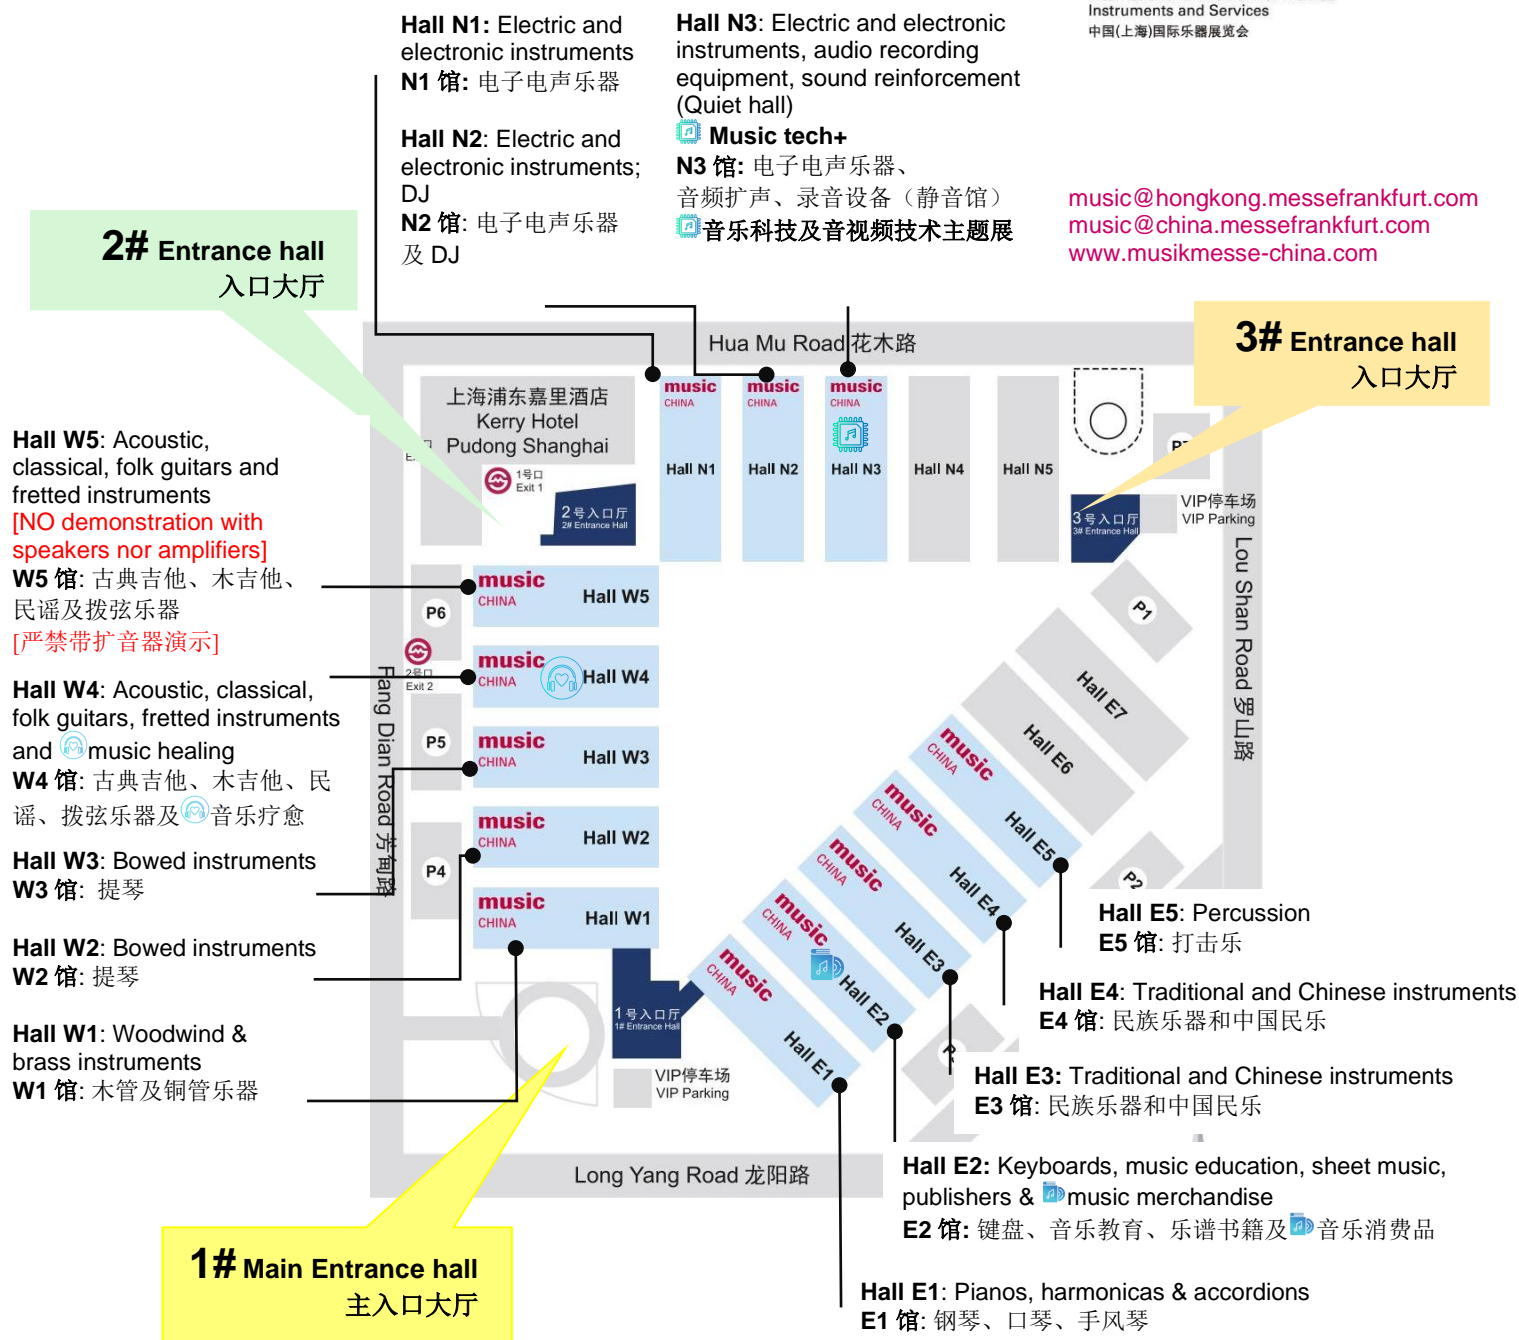 Instruments and Services
中国(上海)国际乐器展览会
Hall N1: Electric and
electronic instruments
N1 馆: 电子电声乐器
Hall N2: Electric and
electronic instruments;
DJ
N2 馆: 电子电声乐器
及 DJ
Hall N3: Electric and electronic
instruments, audio recording
equipment, sound reinforcement
(Quiet hall)
Music tech+
N3 馆: 电子电声乐器、
音频扩声、录音设备（静音馆）
音乐科技及音视频技术主题展
music@hongkong.messefrankfurt.com
music@china.messefrankfurt.com
www.musikmesse-china.com
2# Entrance hall
入口大厅
3# Entrance hall
入口大厅
Hua Mu Road 花木路
上海浦东嘉里酒店
Kerry Hotel
Pudong Shanghai
1号口
Exit 1
2号入口厅
2# Entrance Hall
music
CHINA
Hall N1
music
CHINA
Hall N2
music
CHINA
Hall N3
Hall N4
Hall N5
3号入口厅
3# Entrance Hall
VIP停车场
VIP Parking
Lou Shan Road 罗山路
Hall W5: Acoustic,
classical, folk guitars and
fretted instruments
[NO demonstration with
speakers nor amplifiers]
W5 馆: 古典吉他、木吉他、
民谣及拨弦乐器
[严禁带扩音器演示]
Hall W4: Acoustic, classical,
folk guitars, fretted instruments
and music healing
W4 馆: 古典吉他、木吉他、民
谣、拨弦乐器及音乐疗愈
Hall W3: Bowed instruments
W3 馆: 提琴
Hall W2: Bowed instruments
W2 馆: 提琴
Hall W1: Woodwind &
brass instruments
W1 馆: 木管及铜管乐器
P6
2号口
Exit 2
P5
P4
Fang Dian Road 芳甸路
music
CHINA
Hall W5
music
CHINA
Hall W4
music
CHINA
Hall W3
music
CHINA
Hall W2
music
CHINA
Hall W1
1号入口厅
1# Entrance Hall
VIP停车场
VIP Parking
P1
Hall E7
Hall E6
music
CHINA
Hall E5
music
CHINA
Hall E4
music
CHINA
Hall E3
music
CHINA
Hall E2
music
CHINA
Hall E1
P2
Hall E5: Percussion
E5 馆: 打击乐
Hall E4: Traditional and Chinese instruments
E4 馆: 民族乐器和中国民乐
Hall E3: Traditional and Chinese instruments
E3 馆: 民族乐器和中国民乐
Hall E2: Keyboards, music education, sheet music,
publishers & music merchandise
E2 馆: 键盘、音乐教育、乐谱书籍及音乐消费品
Hall E1: Pianos, harmonicas & accordions
E1 馆: 钢琴、口琴、手风琴
Long Yang Road 龙阳路
1# Main Entrance hall
主入口大厅